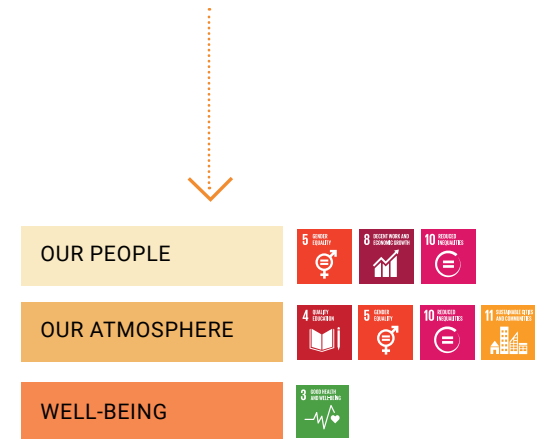 OUR PEOPLE
5 GENDER
EQUALITY
8 DECENT WORK AND
ECONOMIC GROWTH
10 REDUCED
INEQUALITIES
OUR ATMOSPHERE
4 QUALITY
EDUCATION
5 GENDER
EQUALITY
10 REDUCED
INEQUALITIES
11 SUSTAINABLE CITIES
AND COMMUNITIES
WELL-BEING
3 GOOD HEALTH
AND WELL-BEING